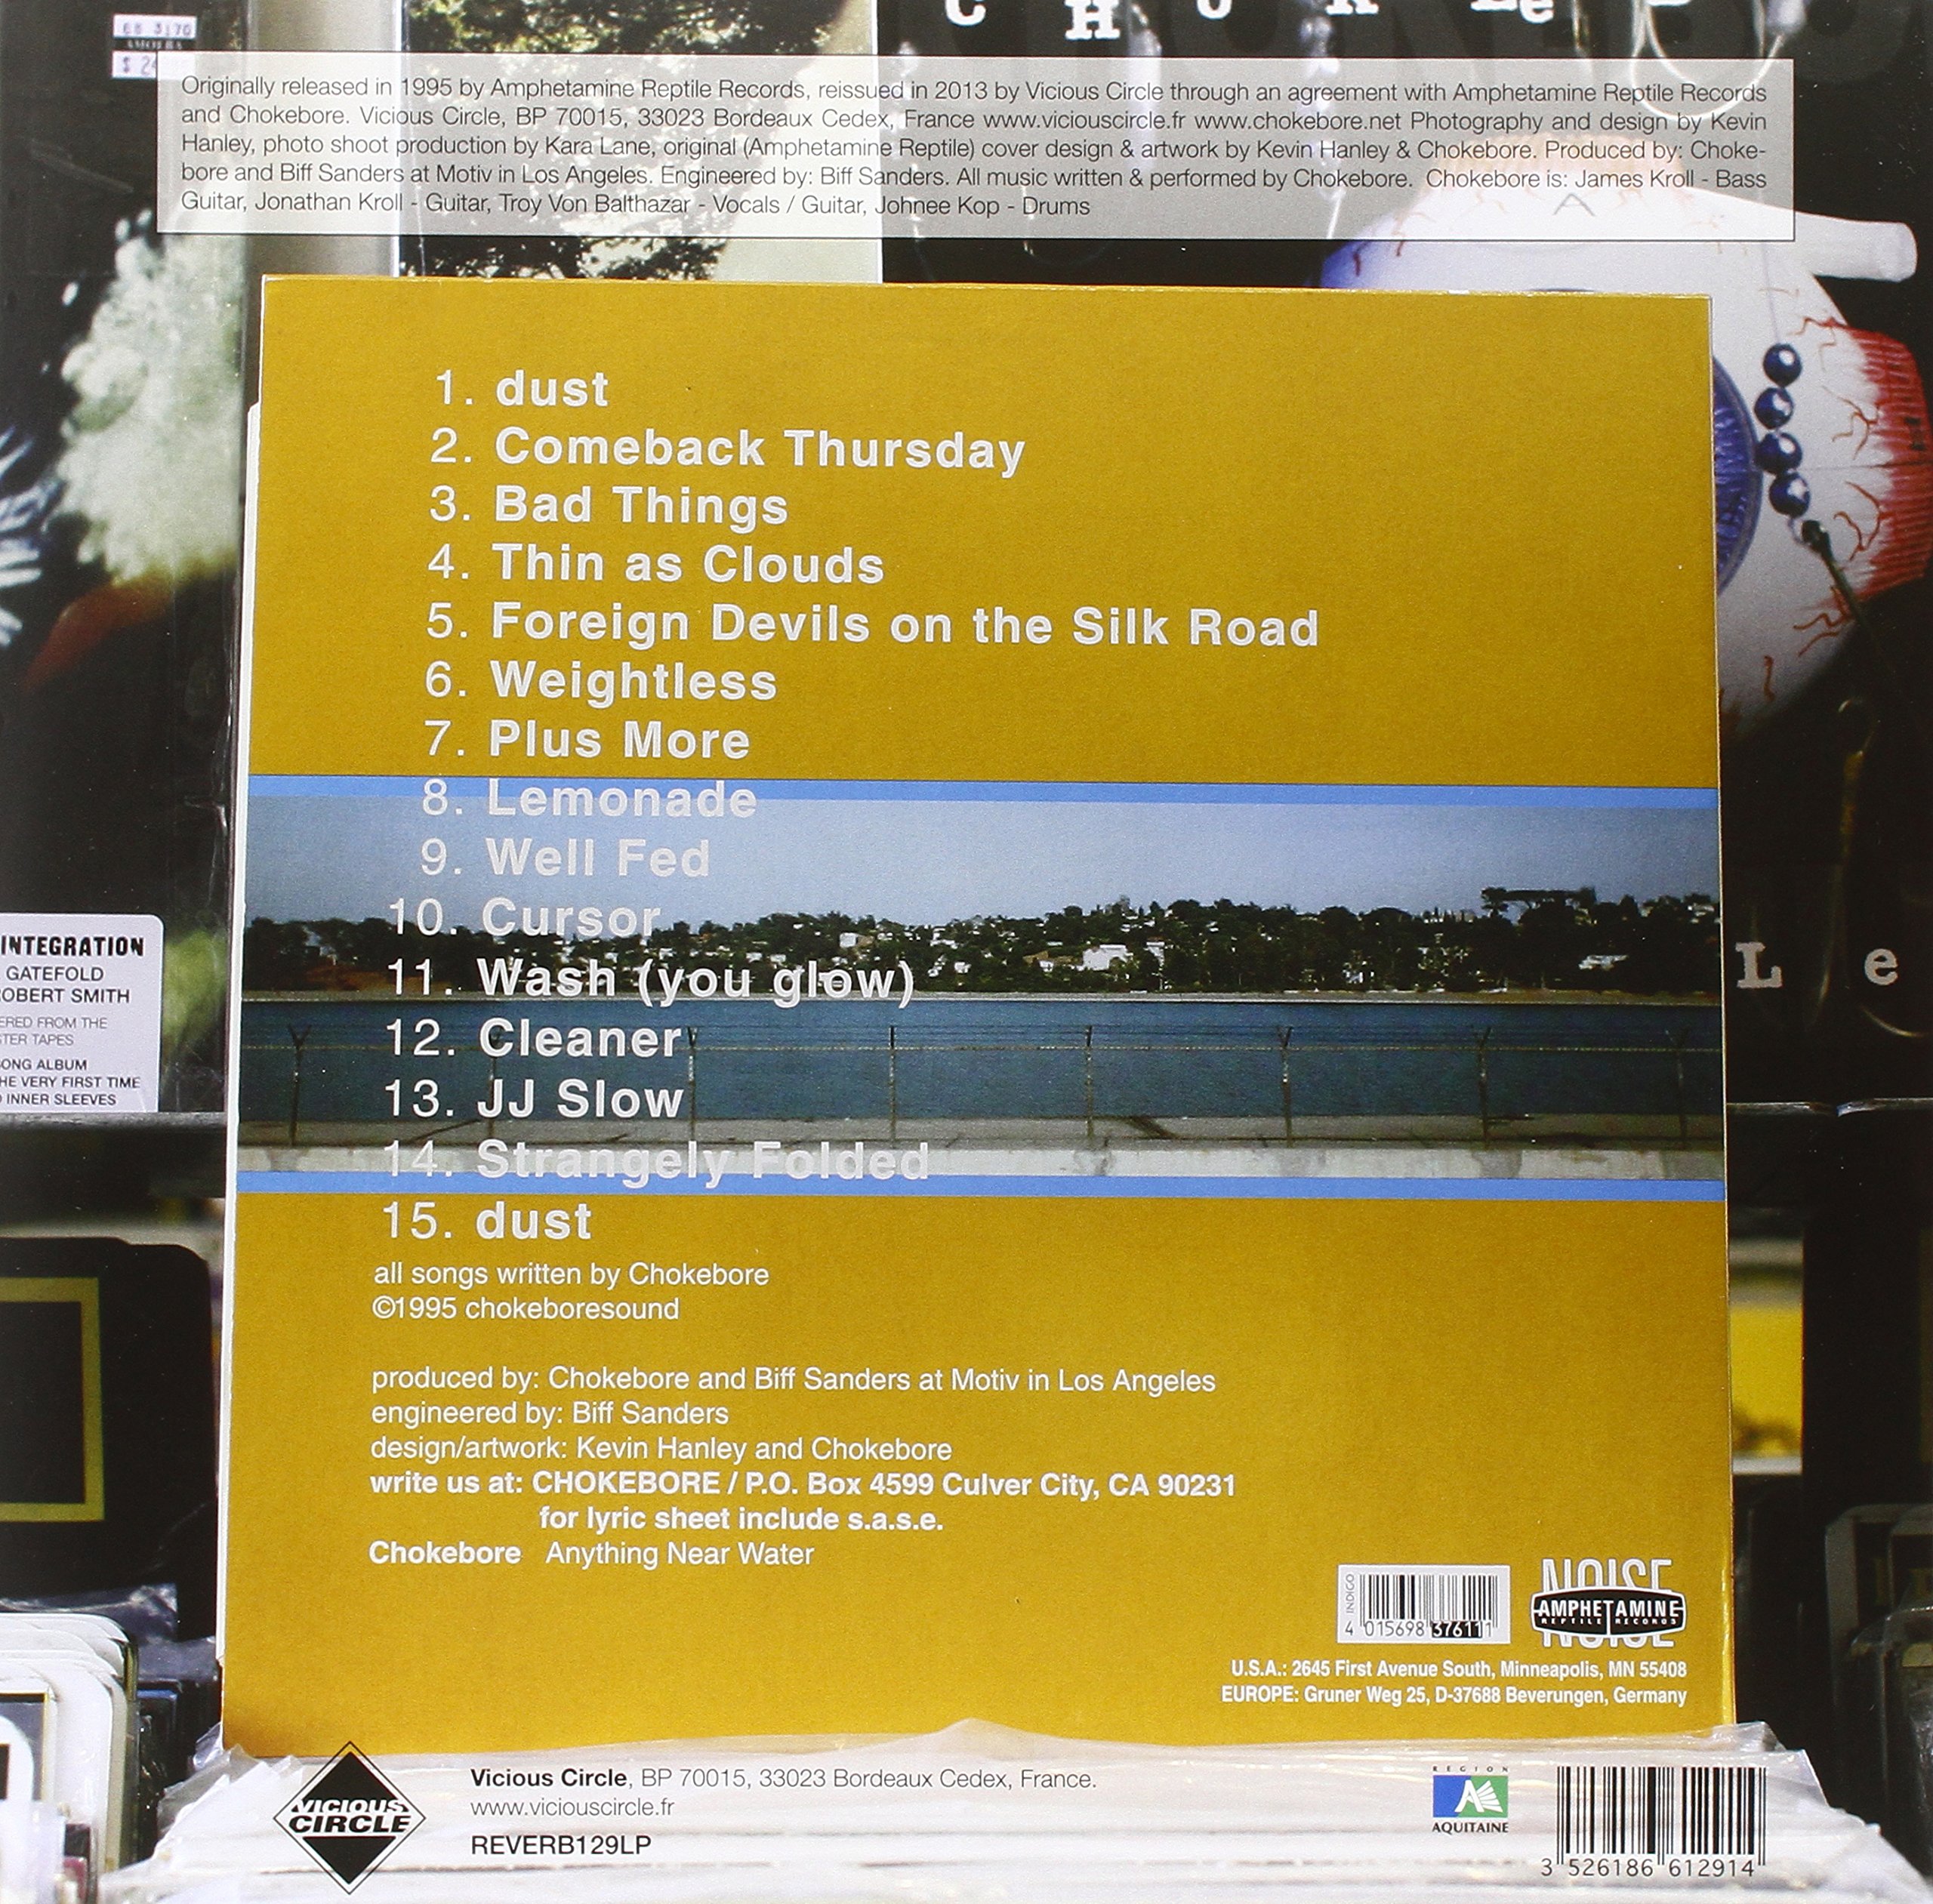 C H O K e B
66 3170
AMOEBA
$ 24
Originally released in 1995 by Amphetamine Reptile Records, reissued in 2013 by Vicious Circle through an agreement with Amphetamine Reptile Records
and Chokebore. Vicious Circle, BP 70015, 33023 Bordeaux Cedex, France www.viciouscircle.fr www.chokebore.net Photography and design by Kevin
Hanley, photo shoot production by Kara Lane, original (Amphetamine Reptile) cover design & artwork by Kevin Hanley & Chokebore. Produced by: Choke-
bore and Biff Sanders at Motiv in Los Angeles. Engineered by: Biff Sanders. All music written & performed by Chokebore. Chokebore is: James Kroll - Bass
Guitar, Jonathan Kroll - Guitar, Troy Von Balthazar - Vocals / Guitar, Johnee Kop - Drums
A
1. dust
2. Comeback Thursday
3. Bad Things
4. Thin as Clouds
5. Foreign Devils on the Silk Road
6. Weightless
7. Plus More
8. Lemonade
9. Well Fed
10. Cursor
11. Wash (you glow)
12. Cleaner
13. JJ Slow
14. Strangely Folded
15. dust
INTEGRATION
GATEFOLD
OBERT SMITH
ERED FROM THE
TER TAPES
ONG ALBUM
HE VERY FIRST TIME
INNER SLEEVES
L e
all songs written by Chokebore
©1995 chokeboresound
produced by: Chokebore and Biff Sanders at Motiv in Los Angeles
engineered by: Biff Sanders
design/artwork: Kevin Hanley and Chokebore
write us at: CHOKEBORE / P.O. Box 4599 Culver City, CA 90231
for lyric sheet include s.a.s.e.
Chokebore Anything Near Water
INDIGO
4 015698 376111
NOISE
AMPHETAMINE
REPTILE RECORDS
NOISE
U.S.A.: 2645 First Avenue South, Minneapolis, MN 55408
EUROPE: Gruner Weg 25, D-37688 Beverungen, Germany
VICIOUS
CIRCLE
Vicious Circle, BP 70015, 33023 Bordeaux Cedex, France.
www.viciouscircle.fr
REVERB129LP
REGION
AQUITAINE
3 526186 612914